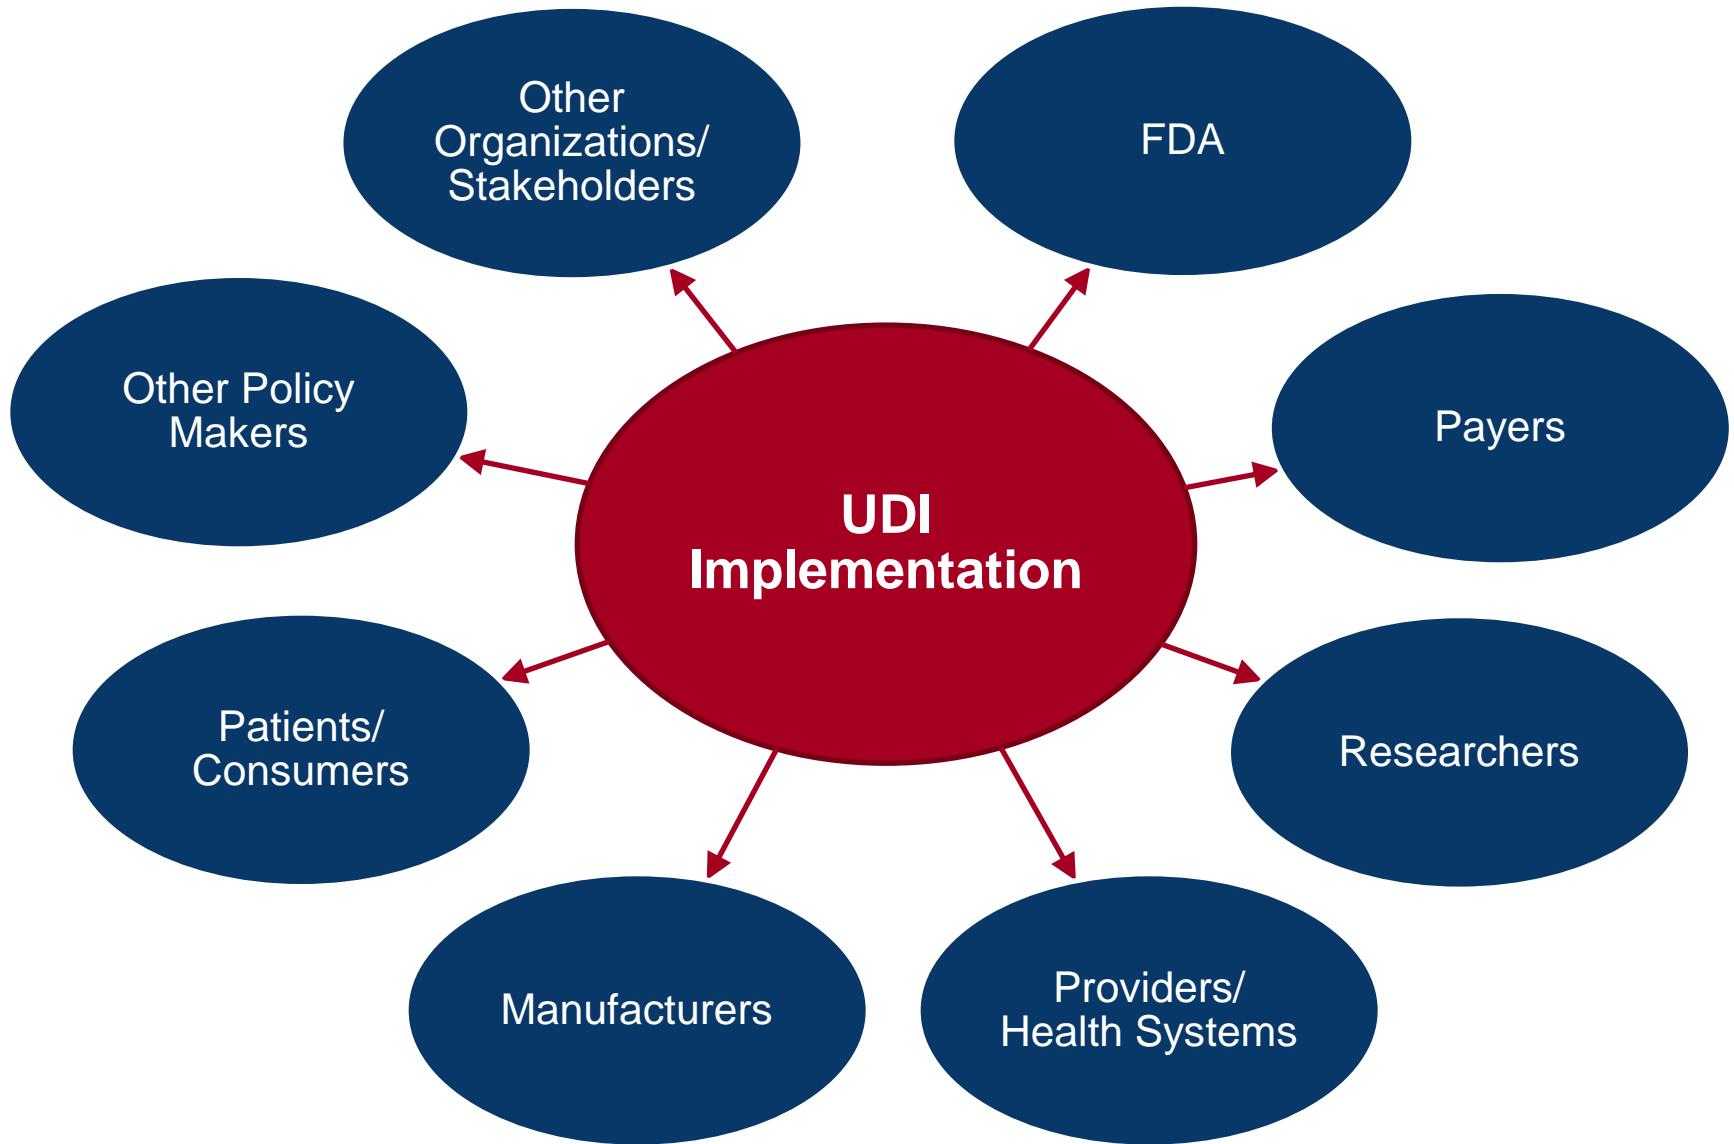 Other
Organizations/
Stakeholders
FDA
Other Policy
Makers
Payers
UDI
Implementation
Patients/
Consumers
Researchers
Manufacturers
Providers/
Health Systems